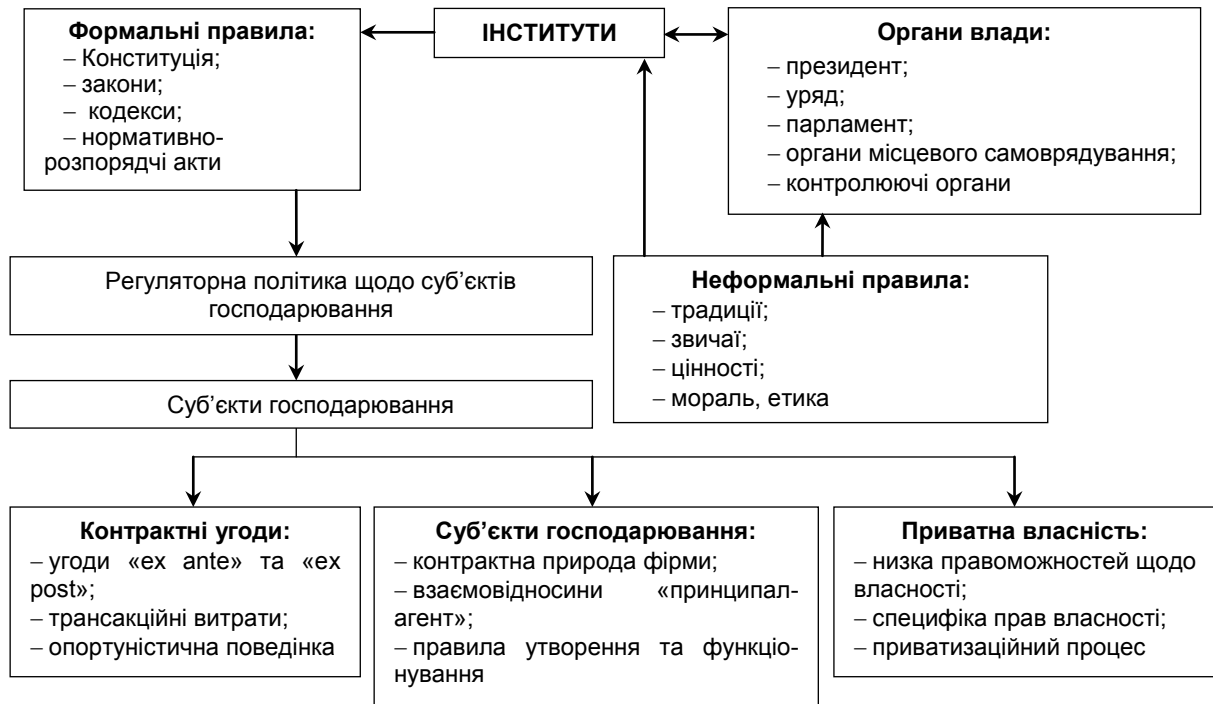 Формальні правила:
– Конституція;
– закони;
– кодекси;
– нормативно-
розпорядчі акти
ІНСТИТУТИ
Органи влади:
– президент;
– уряд;
– парламент;
– органи місцевого самоврядування;
– контролюючі органи
Регуляторна політика щодо суб’єктів
господарювання
Неформальні правила:
– традиції;
– звичаї;
– цінності;
– мораль, етика
Суб’єкти господарювання
Контрактні угоди:
– угоди «ex ante» та «ex
post»;
– трансакційні витрати;
– опортуністична поведінка
Суб’єкти господарювання:
– контрактна природа фірми;
– взаємовідносини «принципал-
агент»;
– правила утворення та функціо-
нування
Приватна власність:
– низка правоможностей щодо
власності;
– специфіка прав власності;
– приватизаційний процес